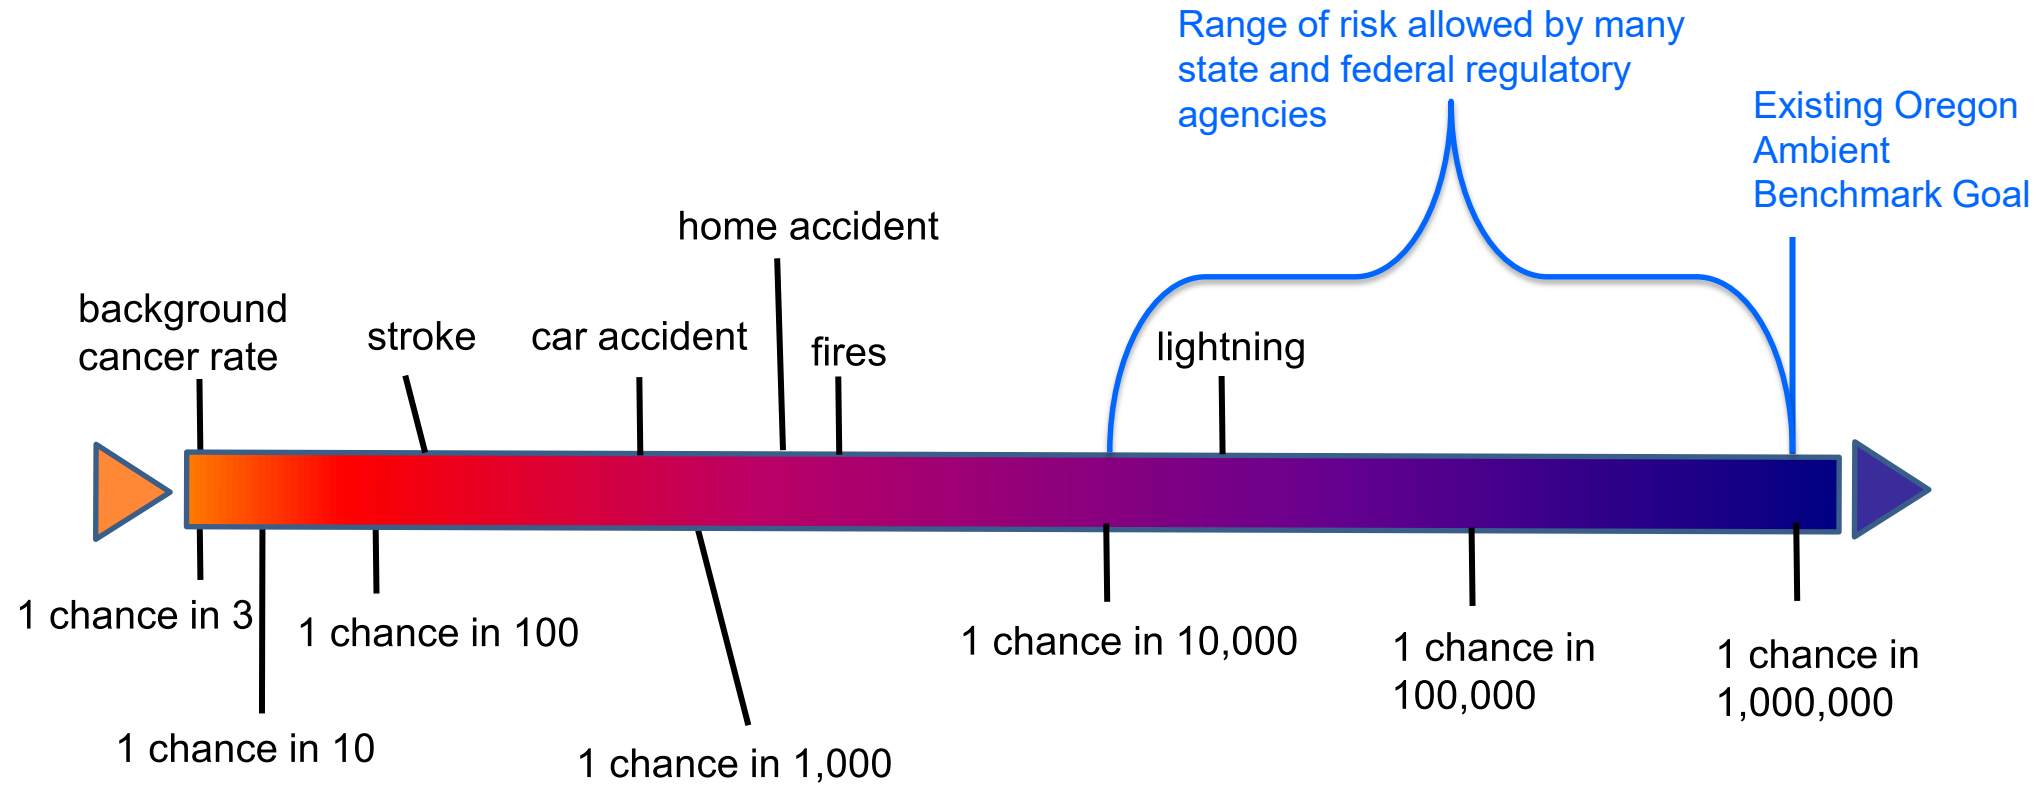 Range of risk allowed by many
state and federal regulatory
agencies
Existing Oregon
Ambient
Benchmark Goal
home accident
background
cancer rate
stroke
car accident
fires
lightning
1 chance in 3
1 chance in 100
1 chance in 10,000
1 chance in
100,000
1 chance in
1,000,000
1 chance in 10
1 chance in 1,000